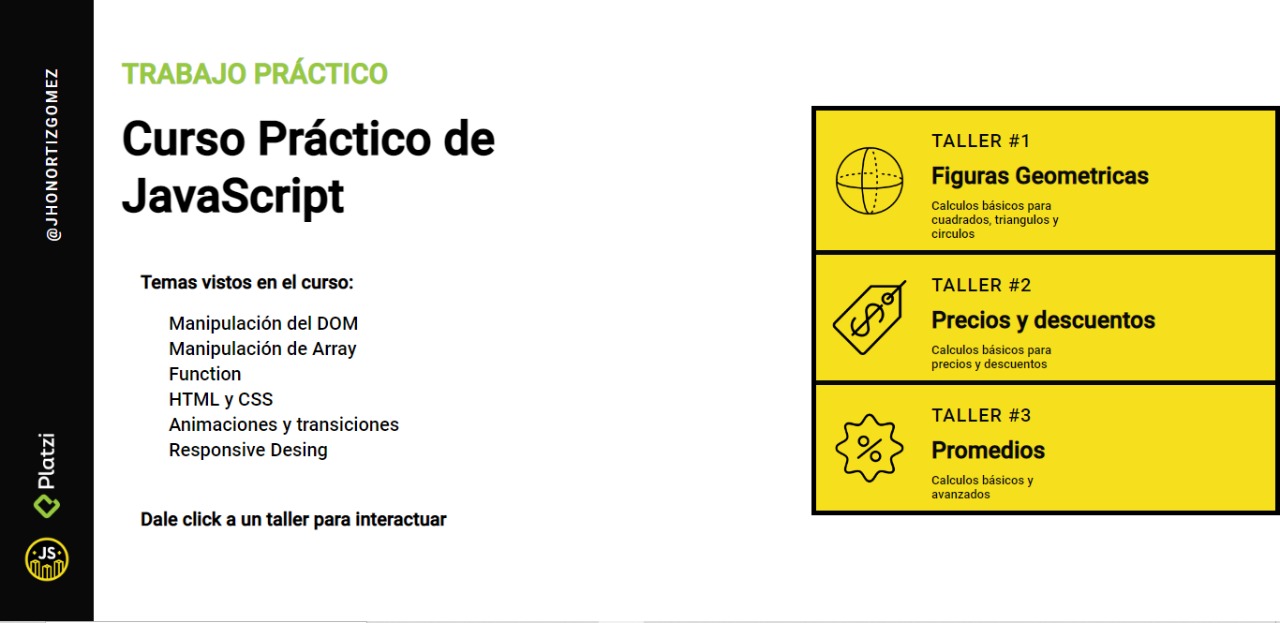 @JHONORTIZGOMEZ
Platzi
JS
TRABAJO PRÁCTICO
Curso Práctico de
JavaScript
Temas vistos en el curso:
Manipulación del DOM
Manipulación de Array
Function
HTML y CSS
Animaciones y transiciones
Responsive Desing
Dale click a un taller para interactuar
TALLER #1
Figuras Geometricas
Calculos básicos para
cuadrados, triangulos y
circulos
TALLER #2
Precios y descuentos
Calculos básicos para
precios y descuentos
TALLER #3
Promedios
Calculos básicos y
avanzados